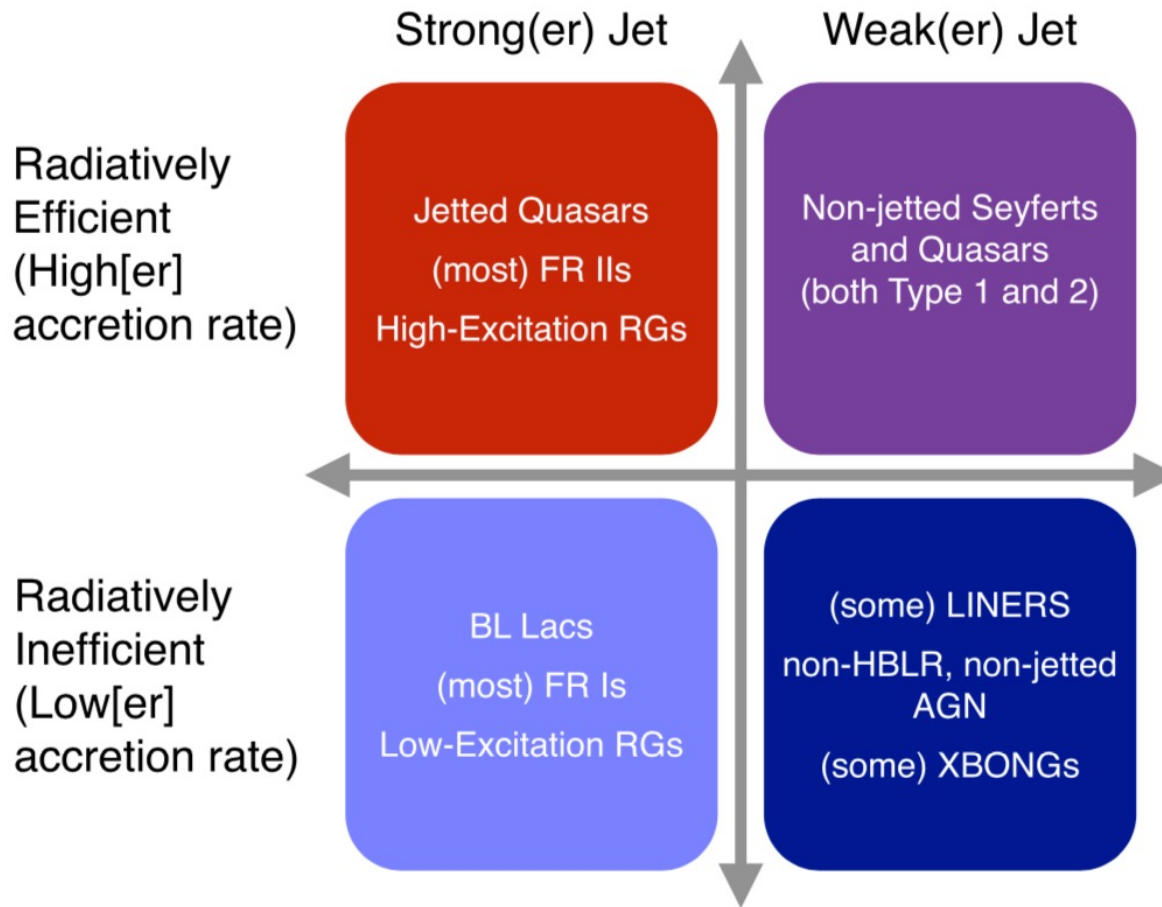 Strong(er) Jet
Weak(er) Jet
Radiatively
Efficient
(High[er]
accretion rate)
Jetted Quasars
(most) FR IIs
High-Excitation RGs
Non-jetted Seyferts
and Quasars
(both Type 1 and 2)
Radiatively
Inefficient
(Low[er]
accretion rate)
BL Lacs
(most) FR Is
Low-Excitation RGs
(some) LINERS
non-HBLR, non-jetted
AGN
(some) XBONGs